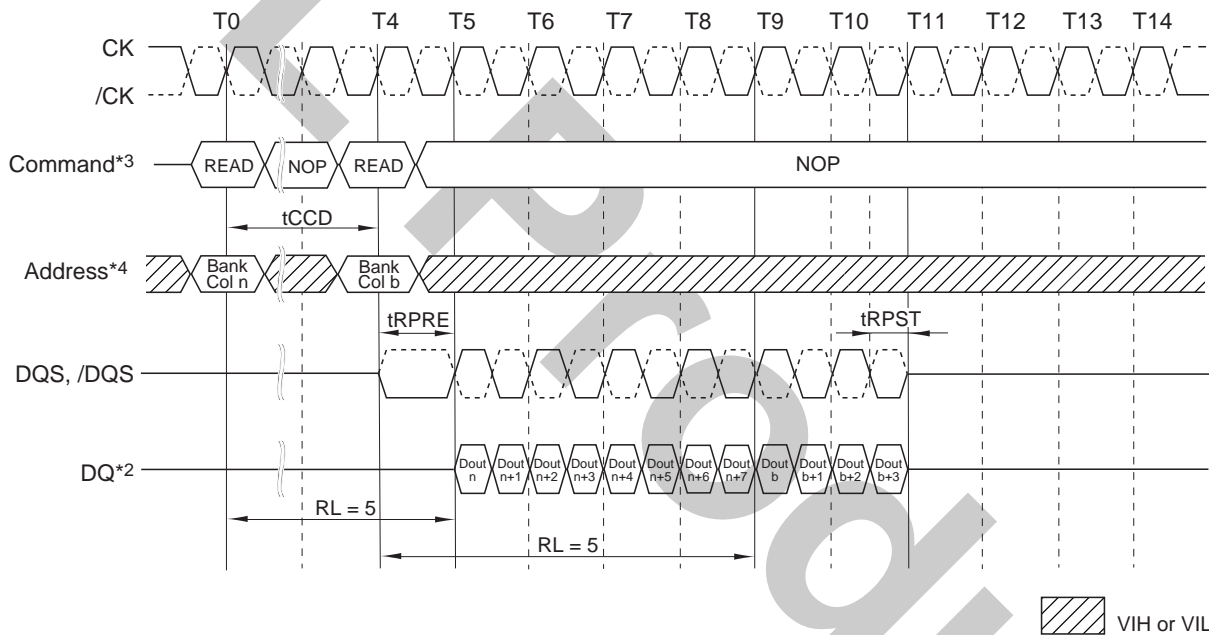 T0 T4 T5 T6 T7 T8 T9 T10 T11 T12 T13 T14
CK
/CK
Command*3 READ NOP READ NOP
tCCD
Address*4 Bank Col n Bank Col b
tRPRE tRPST
DQS, /DQS
DQ*2 Dout n Dout n+1 Dout n+2 Dout n+3 Dout n+4 Dout n+5 Dout n+6 Dout n+7 Dout b Dout b+1 Dout b+2 Dout b+3
RL = 5
RL = 5
VIH or VIL